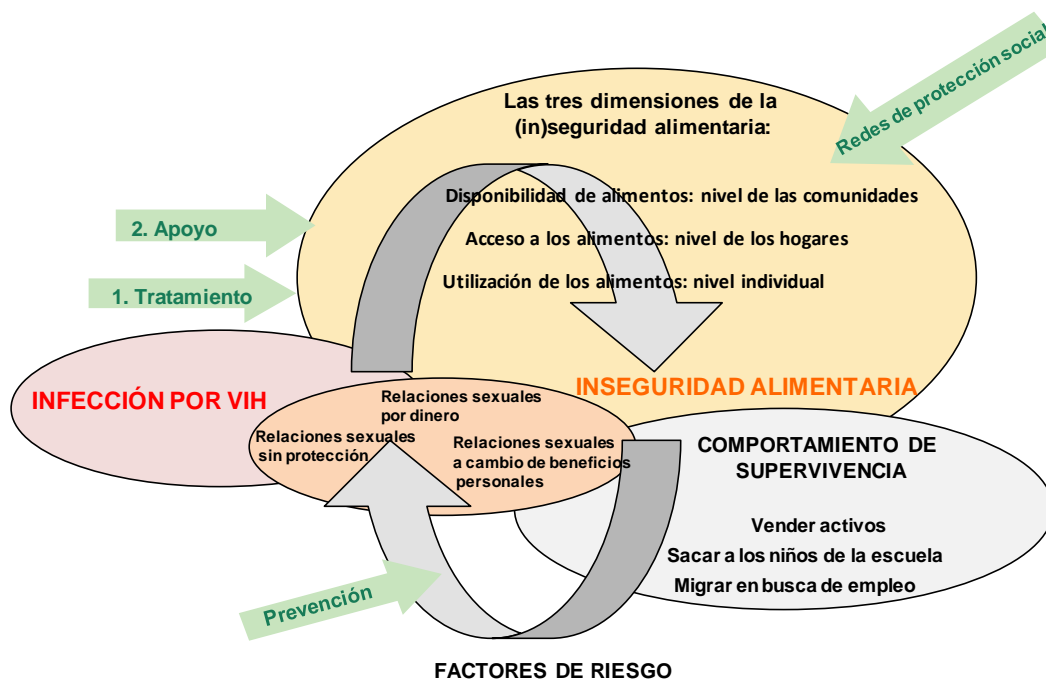 Redes de protección social
Las tres dimensiones de la
(in)seguridad alimentaria:
Disponibilidad de alimentos: nivel de las comunidades
2. Apoyo
Acceso a los alimentos: nivel de los hogares
Utilización de los alimentos: nivel individual
1. Tratamiento
INFECCIÓN POR VIH
INSEGURIDAD ALIMENTARIA
Relaciones sexuales
por dinero
Relaciones sexuales
sin protección
Relaciones sexuales
a cambio de beneficios
personales
COMPORTAMIENTO DE
SUPERVIVENCIA
Vender activos
Sacar a los niños de la escuela
Migrar en busca de empleo
Prevención
FACTORES DE RIESGO